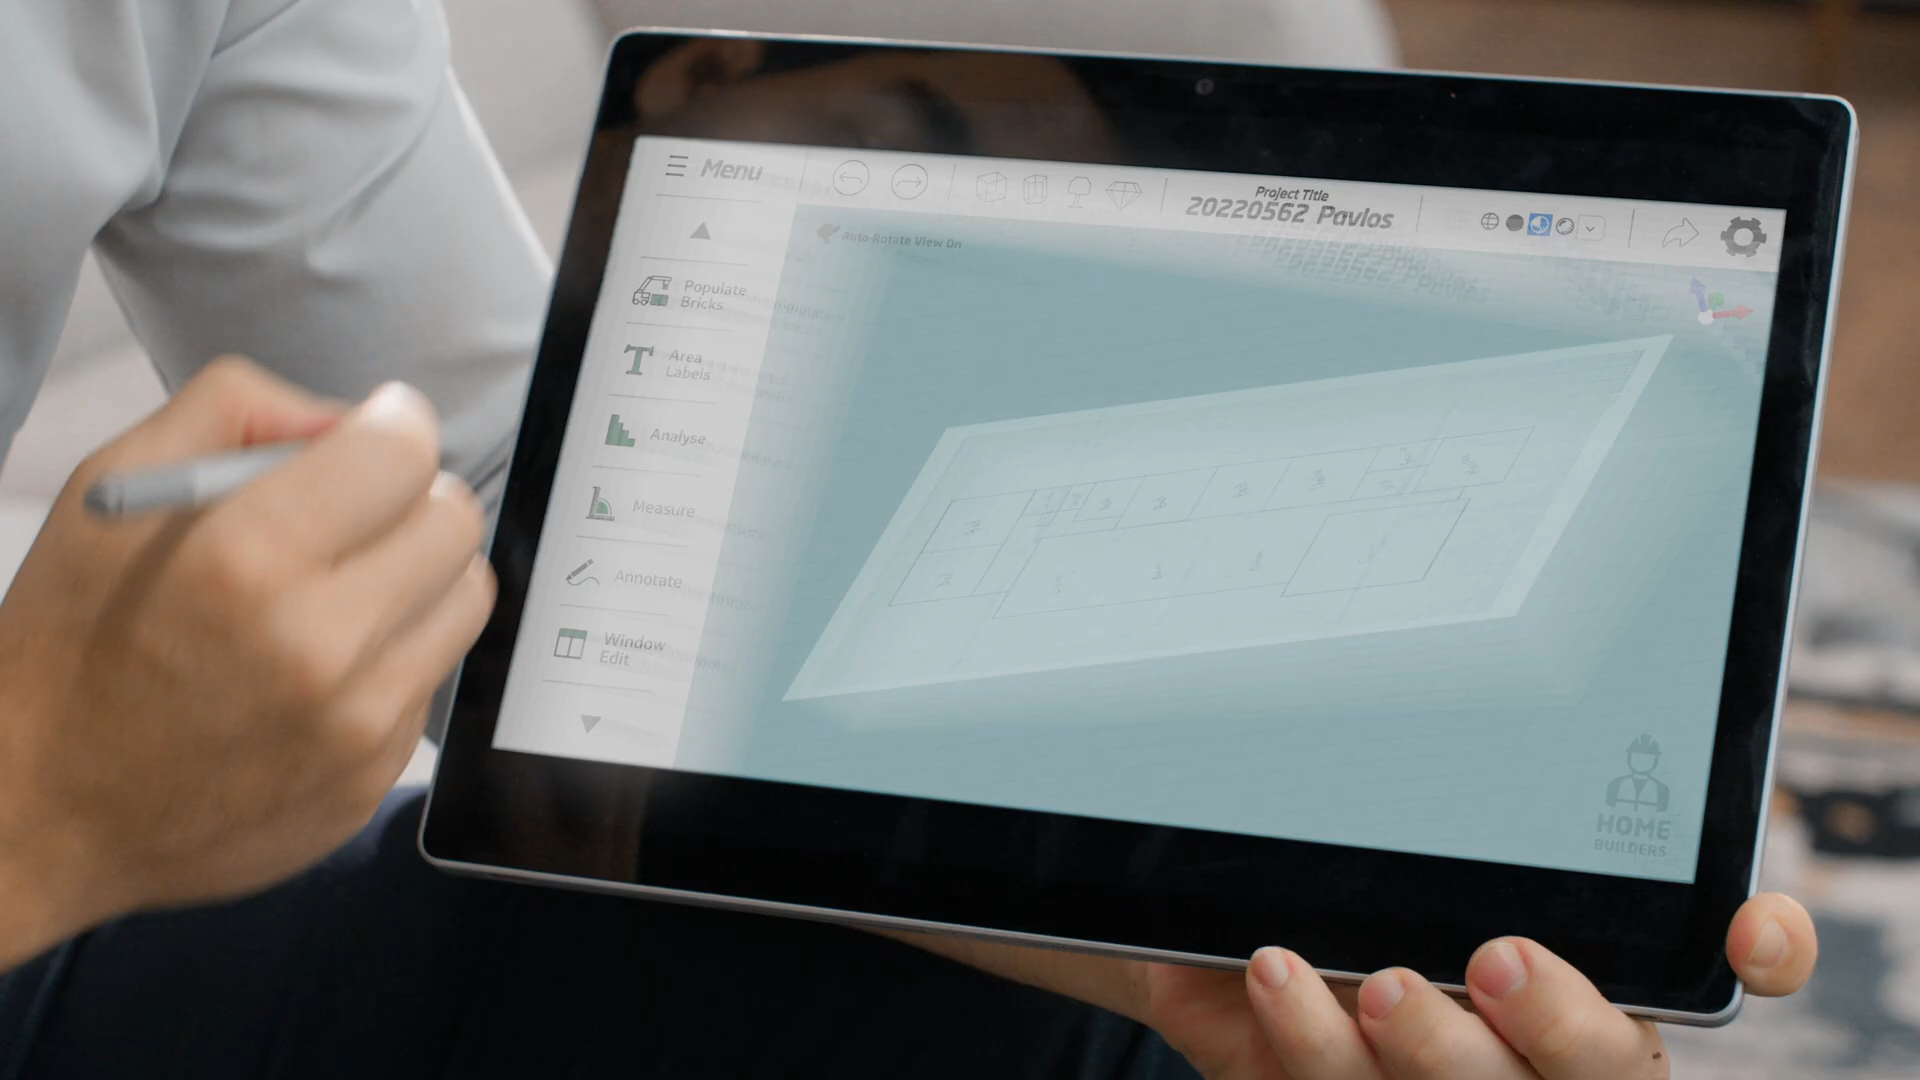 Menu
Project Title
20220562 Pavlos
Auto-Rotate View On
Populate
Bricks
Area
Labels
Analyse
Measure
Annotate
Window
Edit
HOME
BUILDERS